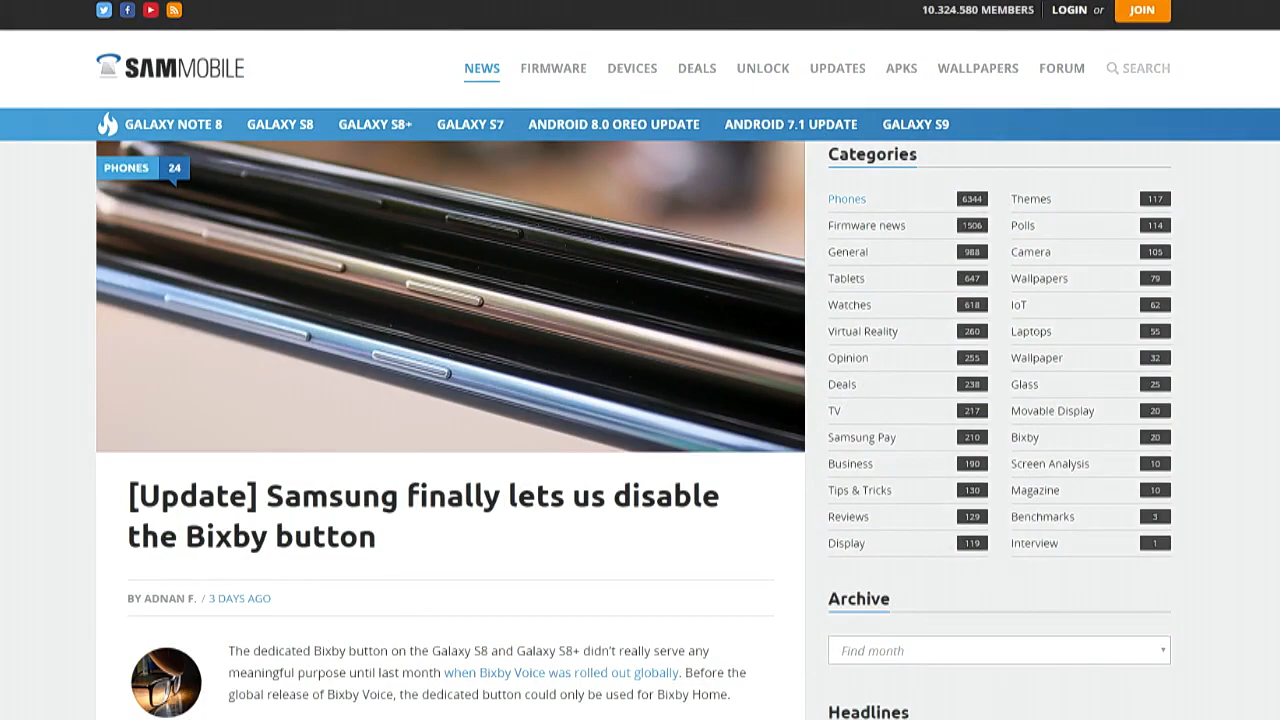 10.324.580 MEMBERS LOGIN or JOIN
SAMMOBILE
NEWS FIRMWARE DEVICES DEALS UNLOCK UPDATES APKS WALLPAPERS FORUM SEARCH
GALAXY NOTE 8 GALAXY S8 GALAXY S8+ GALAXY S7 ANDROID 8.0 OREO UPDATE ANDROID 7.1 UPDATE GALAXY S9
PHONES 24
[Update] Samsung finally lets us disable
the Bixby button
BY ADNAN F. / 3 DAYS AGO
The dedicated Bixby button on the Galaxy S8 and Galaxy S8+ didn't really serve any
meaningful purpose until last month when Bixby Voice was rolled out globally. Before the
global release of Bixby Voice, the dedicated button could only be used for Bixby Home.
Categories
Phones 6344 Themes 117
Firmware news 1506 Polls 114
General 988 Camera 105
Tablets 647 Wallpapers 79
Watches 618 IoT 62
Virtual Reality 260 Laptops 55
Opinion 255 Wallpaper 32
Deals 238 Glass 25
TV 217 Movable Display 20
Samsung Pay 210 Bixby 20
Business 190 Screen Analysis 10
Tips & Tricks 130 Magazine 10
Reviews 129 Benchmarks 3
Display 119 Interview 1
Archive
Find month
Headlines